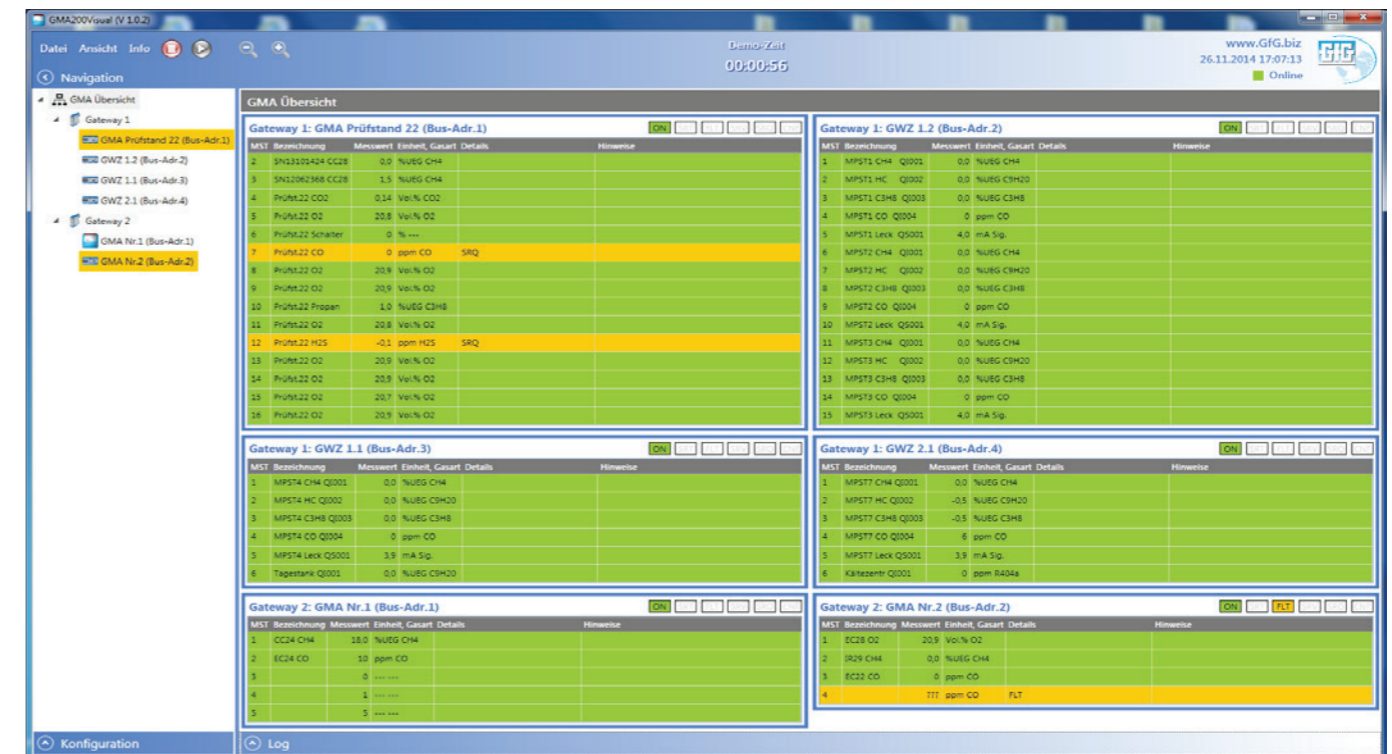 GMA200Visual (V 1.0.2)
Datei Ansicht Info
Demo-Zeit
00:00:56
www.GfG.biz
26.11.2014 17:07:13
Online
GfG
Navigation
GMA Übersicht
Gateway 1
GMA Prüfstand 22 (Bus-Adr.1)
GWZ 1.2 (Bus-Adr.2)
GWZ 1.1 (Bus-Adr.3)
GWZ 2.1 (Bus-Adr.4)
Gateway 2
GMA Nr.1 (Bus-Adr.1)
GMA Nr.2 (Bus-Adr.2)
GMA Übersicht
Gateway 1: GMA Prüfstand 22 (Bus-Adr.1) ON
MST Bezeichnung Messwert Einheit, Gasart Details Hinweise
2 SN13101424 CC28 0,0 %UEG CH4
3 SN12062368 CC28 1,5 %UEG CH4
4 Prüfst.22 CO2 0,14 Vol.% CO2
5 Prüfst.22 O2 20,8 Vol.% O2
6 Prüfst.22 Schalter 0 % ---
7 Prüfst.22 CO 0 ppm CO SRQ
8 Prüfst.22 O2 20,9 Vol.% O2
9 Prüfst.22 O2 20,9 Vol.% O2
10 Prüfst.22 Propan 1,0 %UEG C3H8
11 Prüfst.22 O2 20,8 Vol.% O2
12 Prüfst.22 H2S -0,1 ppm H2S SRQ
13 Prüfst.22 O2 20,9 Vol.% O2
14 Prüfst.22 O2 20,9 Vol.% O2
15 Prüfst.22 O2 20,7 Vol.% O2
16 Prüfst.22 O2 20,9 Vol.% O2
Gateway 1: GWZ 1.2 (Bus-Adr.2) ON
MST Bezeichnung Messwert Einheit, Gasart Details Hinweise
1 MPST1 CH4 QI001 0,0 %UEG CH4
2 MPST1 HC QI002 0,0 %UEG C9H20
3 MPST1 C3H8 QI003 0,0 %UEG C3H8
4 MPST1 CO QI004 0 ppm CO
5 MPST1 Leck QS001 4,0 mA Sig.
6 MPST2 CH4 QI001 0,0 %UEG CH4
7 MPST2 HC QI002 0,0 %UEG C9H20
8 MPST2 C3H8 QI003 0,0 %UEG C3H8
9 MPST2 CO QI004 0 ppm CO
10 MPST2 Leck QS001 4,0 mA Sig.
11 MPST3 CH4 QI001 0,0 %UEG CH4
12 MPST3 HC QI002 0,0 %UEG C9H20
13 MPST3 C3H8 QI003 0,0 %UEG C3H8
14 MPST3 CO QI004 0 ppm CO
15 MPST3 Leck QS001 4,0 mA Sig.
Gateway 1: GWZ 1.1 (Bus-Adr.3) ON
MST Bezeichnung Messwert Einheit, Gasart Details Hinweise
1 MPST4 CH4 QI001 0,0 %UEG CH4
2 MPST4 HC QI002 0,0 %UEG C9H20
3 MPST4 C3H8 QI003 0,0 %UEG C3H8
4 MPST4 CO QI004 0 ppm CO
5 MPST4 Leck QS001 3,9 mA Sig.
6 Tagestank QI001 0,0 %UEG C9H20
Gateway 1: GWZ 2.1 (Bus-Adr.4) ON
MST Bezeichnung Messwert Einheit, Gasart Details Hinweise
1 MPST7 CH4 QI001 0,0 %UEG CH4
2 MPST7 HC QI002 -0,5 %UEG C9H20
3 MPST7 C3H8 QI003 -0,5 %UEG C3H8
4 MPST7 CO QI004 6 ppm CO
5 MPST7 Leck QS001 3,9 mA Sig.
6 Kältezentr QI001 0 ppm R404a
Gateway 2: GMA Nr.1 (Bus-Adr.1) ON
MST Bezeichnung Messwert Einheit, Gasart Details Hinweise
1 CC24 CH4 18,0 %UEG CH4
2 EC24 CO 10 ppm CO
3 0 --- ---
4 1 --- ---
5 5 --- ---
Gateway 2: GMA Nr.2 (Bus-Adr.2) ON FLT
MST Bezeichnung Messwert Einheit, Gasart Details Hinweise
1 EC28 O2 20,9 Vol.% O2
2 IR29 CH4 0,0 %UEG CH4
3 EC22 CO 0 ppm CO
4 ??? ppm CO FLT
Konfiguration
Log